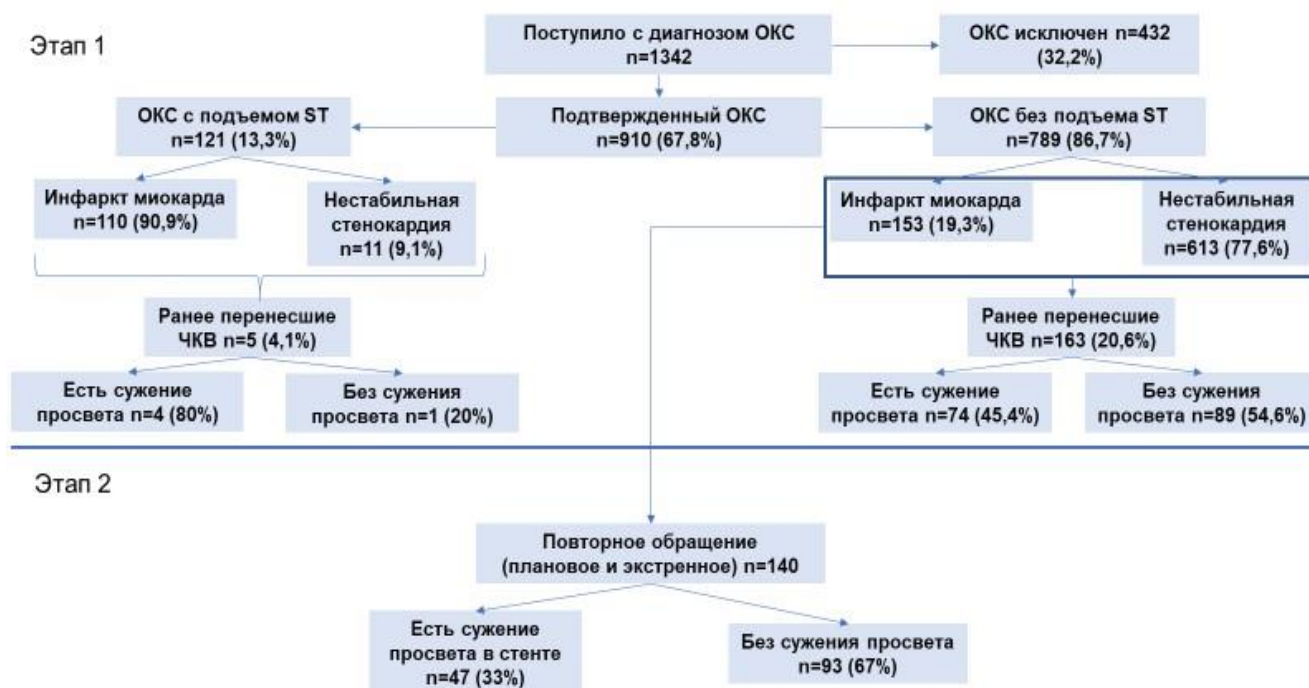 Этап 1
Поступило с диагнозом ОКС
n=1342
ОКС исключен n=432
(32,2%)
ОКС с подъемом ST
n=121 (13,3%)
Подтвержденный ОКС
n=910 (67,8%)
ОКС без подъема ST
n=789 (86,7%)
Инфаркт миокарда
n=110 (90,9%)
Нестабильная
стенокардия
n=11 (9,1%)
Инфаркт миокарда
n=153 (19,3%)
Нестабильная
стенокардия
n=613 (77,6%)
Ранее перенесшие
ЧКВ n=5 (4,1%)
Ранее перенесшие
ЧКВ n=163 (20,6%)
Есть сужение
просвета n=4 (80%)
Без сужения
просвета n=1 (20%)
Есть сужение
просвета n=74 (45,4%)
Без сужения
просвета n=89 (54,6%)
Этап 2
Повторное обращение
(плановое и экстренное) n=140
Есть сужение
просвета в стенте
n=47 (33%)
Без сужения просвета
n=93 (67%)